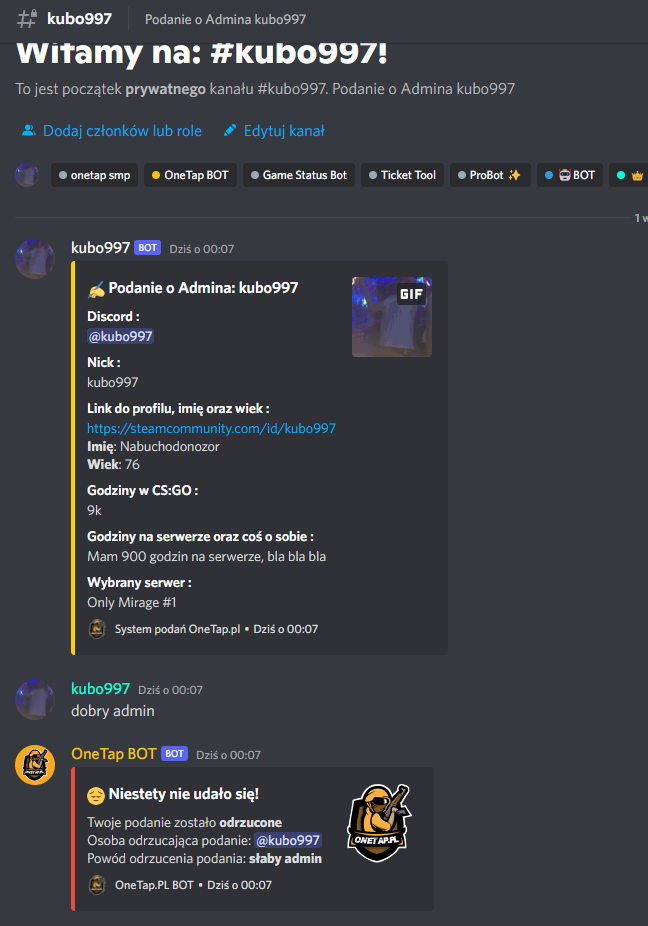 kubo997 Podanie o Admina kubo997
Witamy na: #kubo997!
To jest początek prywatnego kanału #kubo997. Podanie o Admina kubo997
Dodaj członków lub role Edytuj kanał
onetap smp OneTap BOT Game Status Bot Ticket Tool ProBot ✨ BOT
kubo997 BOT Dziś o 00:07
✍️ Podanie o Admina: kubo997
GIF
Discord :
@kubo997
Nick :
kubo997
Link do profilu, imię oraz wiek :
https://steamcommunity.com/id/kubo997
Imię: Nabuchodonozor
Wiek: 76
Godziny w CS:GO :
9k
Godziny na serwerze oraz coś o sobie :
Mam 900 godzin na serwerze, bla bla bla
Wybrany serwer :
Only Mirage #1
System podań OneTap.pl • Dziś o 00:07
kubo997 Dziś o 00:07
dobry admin
OneTap BOT BOT Dziś o 00:07
😔 Niestety nie udało się!
Twoje podanie zostało odrzucone
Osoba odrzucająca podanie: @kubo997
Powód odrzucenia podania: słaby admin
ONETAP.PL
OneTap.PL BOT • Dziś o 00:07